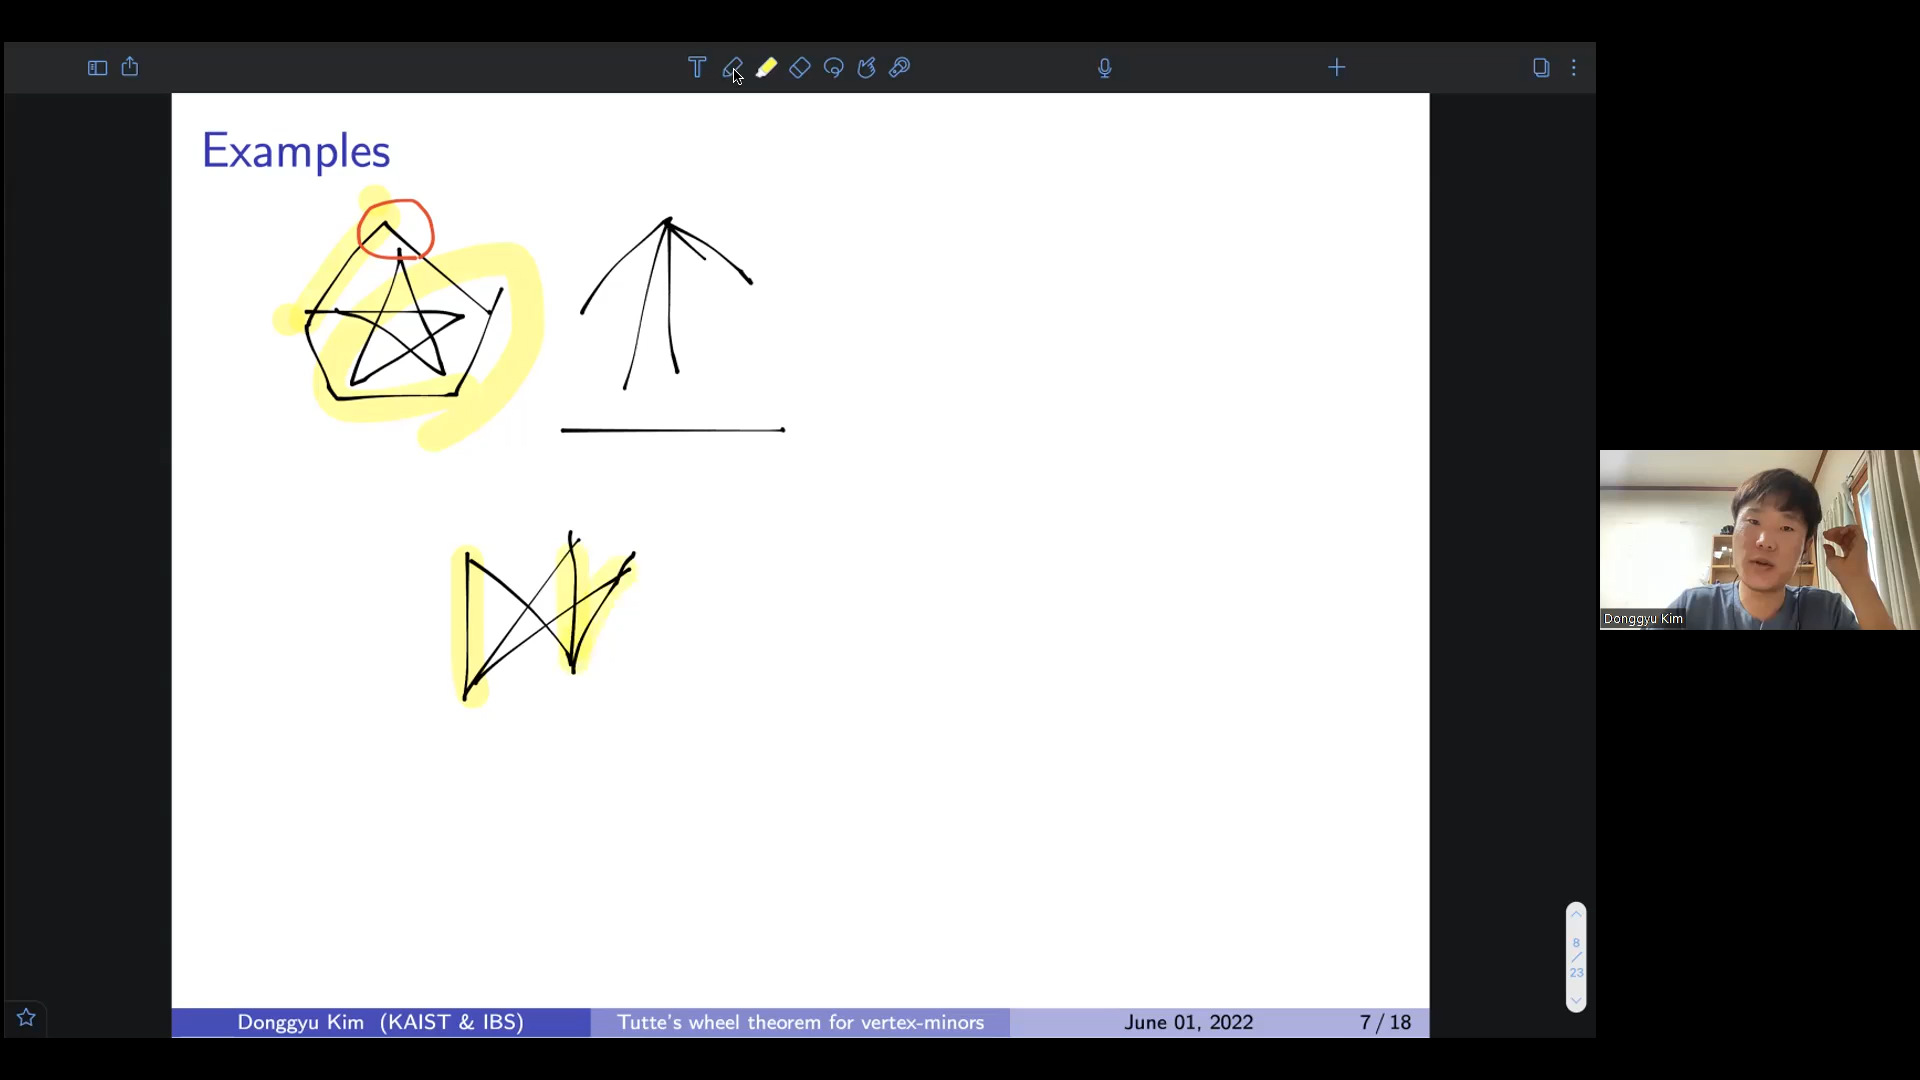 Examples
Donggyu Kim
8
/
23
Donggyu Kim (KAIST & IBS) Tutte's wheel theorem for vertex-minors June 01, 2022 7 / 18